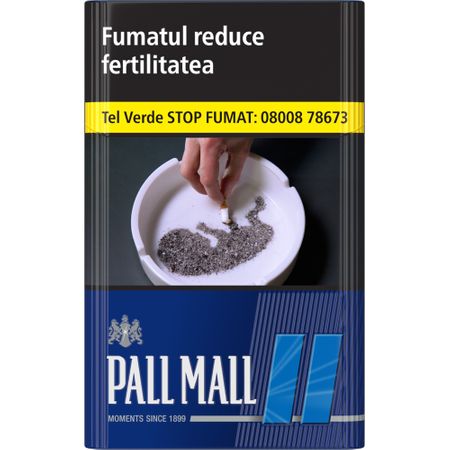 Fumatul reduce
fertilitatea
Tel Verde STOP FUMAT: 08008 78673
PALL MALL
MOMENTS SINCE 1899